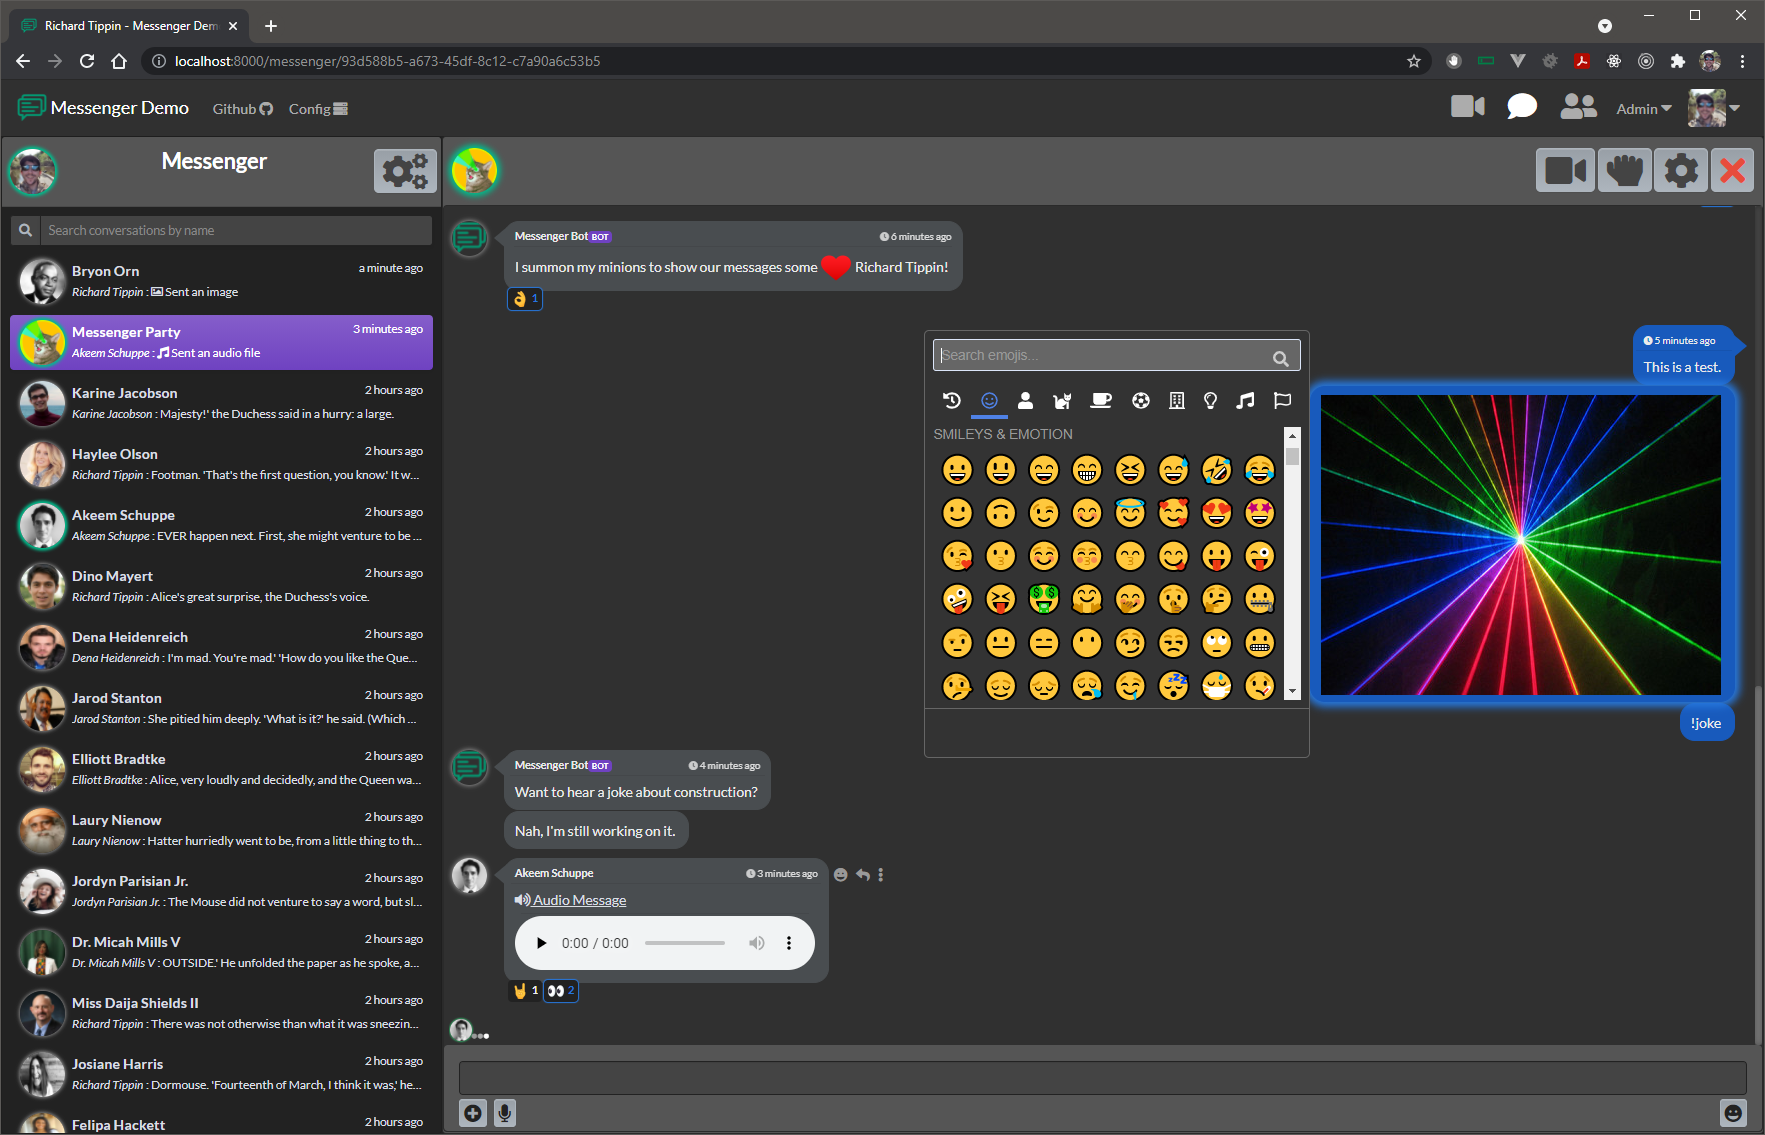 Richard Tippin - Messenger Dem
localhost:8000/messenger/93d588b5-a673-45df-8c12-c7a90a6c53b5
Messenger Demo
Github
Config
Admin
Messenger
Search conversations by name
Bryon Orn
a minute ago
Richard Tippin : Sent an image
Messenger Party
3 minutes ago
Akeem Schuppe : Sent an audio file
Karine Jacobson
2 hours ago
Karine Jacobson : Majesty!' the Duchess said in a hurry: a large.
Haylee Olson
2 hours ago
Richard Tippin : Footman. 'That's the first question, you know.' It w...
Akeem Schuppe
2 hours ago
Akeem Schuppe : EVER happen next. First, she might venture to be ...
Dino Mayert
2 hours ago
Richard Tippin : Alice's great surprise, the Duchess's voice.
Dena Heidenreich
2 hours ago
Dena Heidenreich : I'm mad. You're mad.' 'How do you like the Que...
Jarod Stanton
2 hours ago
Jarod Stanton : She pitied him deeply. 'What is it?' he said. (Which ...
Elliott Bradtke
2 hours ago
Elliott Bradtke : Alice, very loudly and decidedly, and the Queen wa...
Laury Nienow
2 hours ago
Laury Nienow : Hatter hurriedly went to be, from a little thing to th...
Jordyn Parisian Jr.
2 hours ago
Jordyn Parisian Jr. : The Mouse did not venture to say a word, but sl...
Dr. Micah Mills V
2 hours ago
Dr. Micah Mills V : OUTSIDE.' He unfolded the paper as he spoke, a...
Miss Daija Shields II
2 hours ago
Richard Tippin : There was not otherwise than what it was sneezin...
Josiane Harris
2 hours ago
Richard Tippin : Dormouse. 'Fourteenth of March, I think it was,' he...
Felipa Hackett
2 hours ago
Messenger Bot BOT
6 minutes ago
I summon my minions to show our messages some ❤️ Richard Tippin!
1
5 minutes ago
This is a test.
Search emojis...
SMILEYS & EMOTION
!joke
Messenger Bot BOT
4 minutes ago
Want to hear a joke about construction?
Nah, I'm still working on it.
Akeem Schuppe
3 minutes ago
Audio Message
0:00 / 0:00
1
2